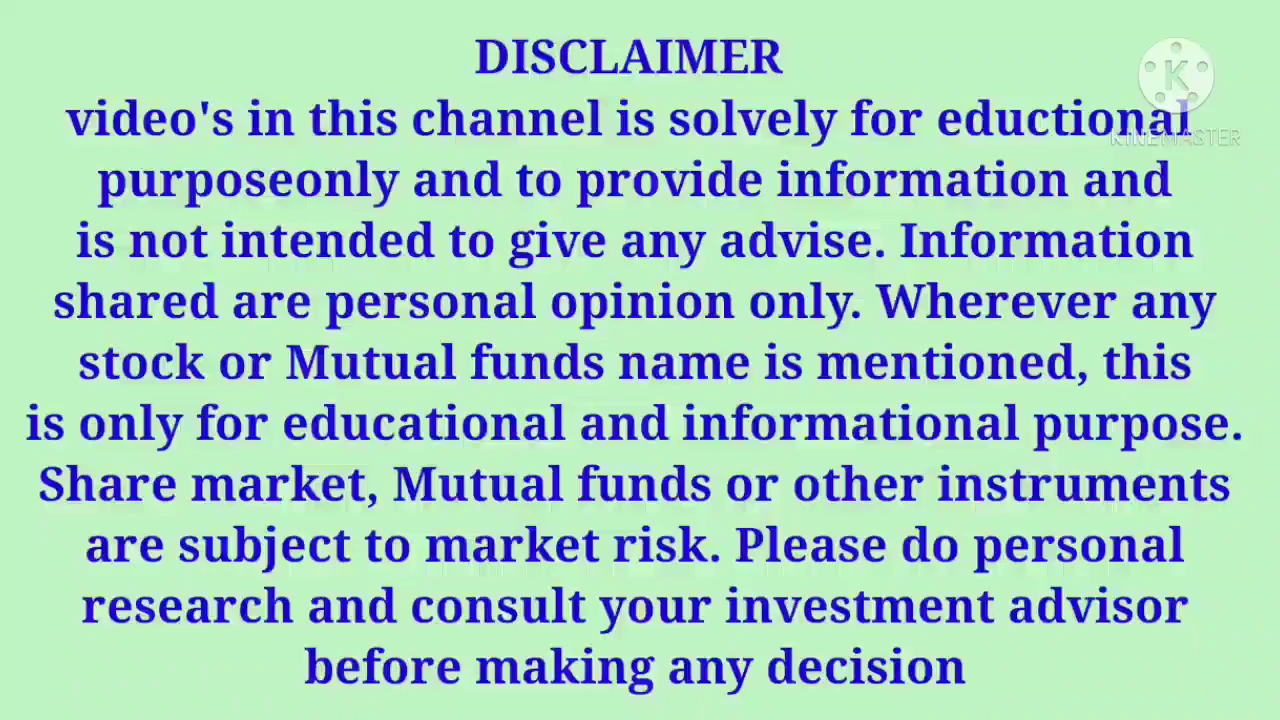 DISCLAIMER
video's in this channel is solvely for eductional
KINEMASTER
purposeonly and to provide information and
is not intended to give any advise. Information
shared are personal opinion only. Wherever any
stock or Mutual funds name is mentioned, this
is only for educational and informational purpose.
Share market, Mutual funds or other instruments
are subject to market risk. Please do personal
research and consult your investment advisor
before making any decision